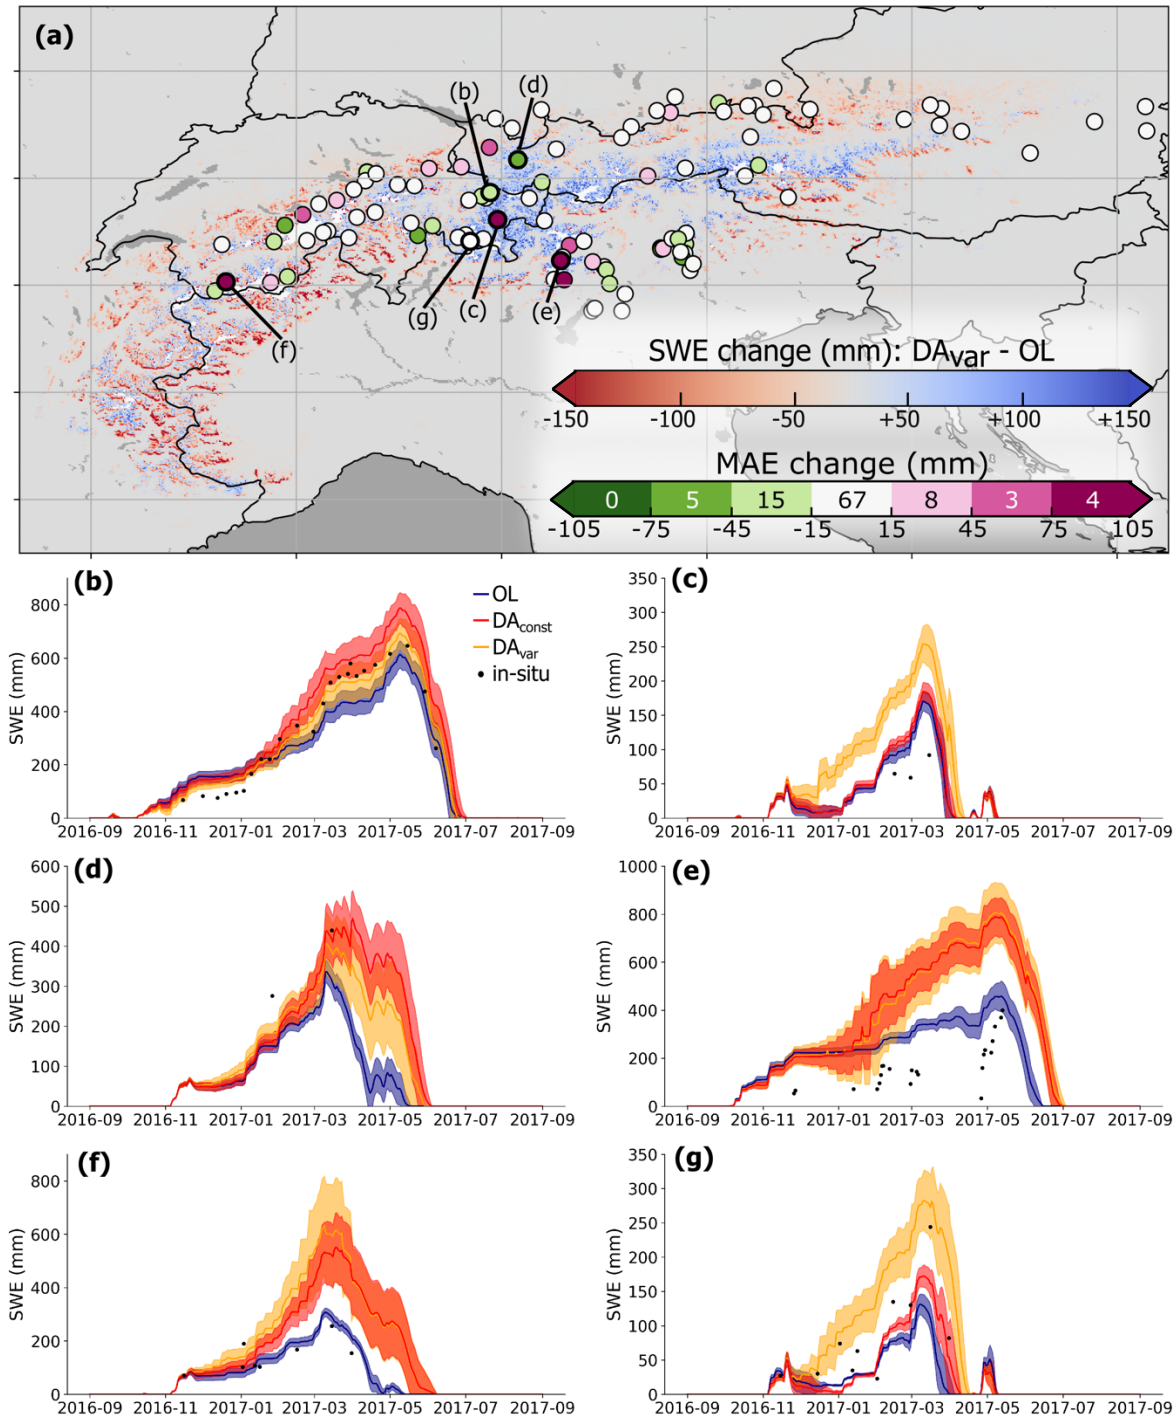 (a)
(b)
(d)
(g)
(c)
(e)
(f)
SWE change (mm): DAvar - OL
-150 -100 -50 +50 +100 +150
MAE change (mm)
0 5 15 67 8 3 4
-105 -75 -45 -15 15 45 75 105
(b)
OL
DAconst
DAvar
in-situ
SWE (mm)
800
600
400
200
0
2016-09 2016-11 2017-01 2017-03 2017-05 2017-07 2017-09
(c)
SWE (mm)
350
300
250
200
150
100
50
0
2016-09 2016-11 2017-01 2017-03 2017-05 2017-07 2017-09
(d)
SWE (mm)
600
500
400
300
200
100
0
2016-09 2016-11 2017-01 2017-03 2017-05 2017-07 2017-09
(e)
SWE (mm)
1000
800
600
400
200
0
2016-09 2016-11 2017-01 2017-03 2017-05 2017-07 2017-09
(f)
SWE (mm)
800
600
400
200
0
2016-09 2016-11 2017-01 2017-03 2017-05 2017-07 2017-09
(g)
SWE (mm)
350
300
250
200
150
100
50
0
2016-09 2016-11 2017-01 2017-03 2017-05 2017-07 2017-09